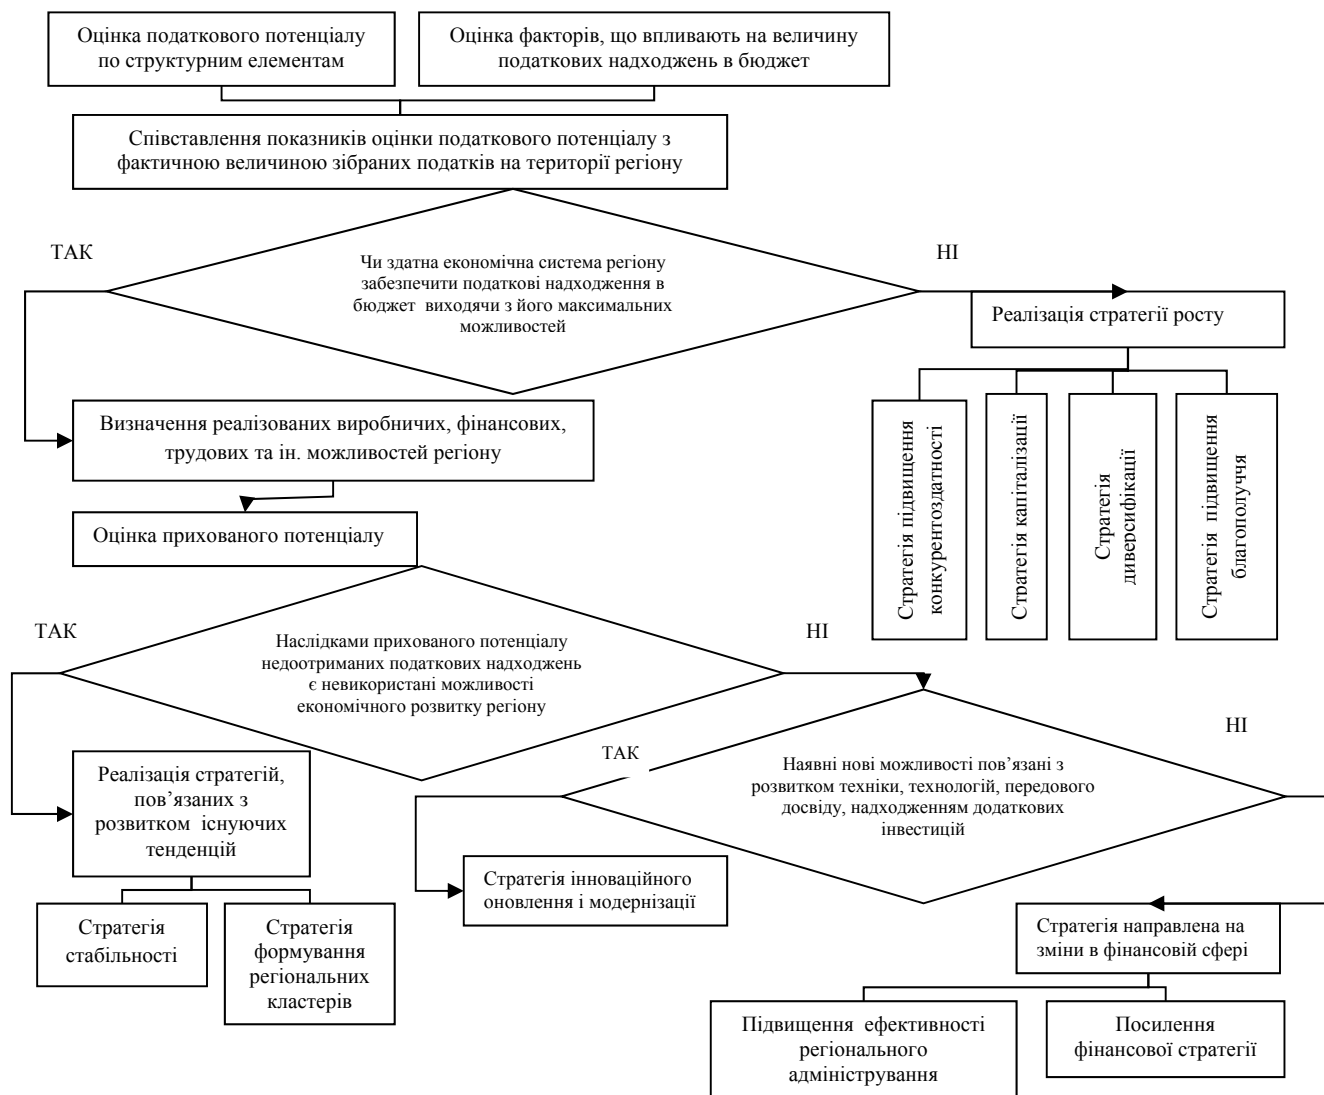 Оцінка податкового потенціалу
по структурним елементам
Оцінка факторів, що впливають на величину
податкових надходжень в бюджет
Співставлення показників оцінки податкового потенціалу з
фактичною величиною зібраних податків на території регіону
ТАК
НІ
Чи здатна економічна система регіону
забезпечити податкові надходження в
бюджет виходячи з його максимальних
можливостей
Реалізація стратегії росту
Визначення реалізованих виробничих, фінансових,
трудових та ін. можливостей регіону
Стратегія підвищення
конкурентоздатності
Стратегія капіталізації
Стратегія
диверсифікації
Стратегія підвищення
благополуччя
Оцінка прихованого потенціалу
ТАК
НІ
Наслідками прихованого потенціалу
недоотриманих податкових надходжень
є невикористані можливості
економічного розвитку регіону
ТАК
НІ
Наявні нові можливості пов’язані з
розвитком техніки, технологій, передового
досвіду, надходженням додаткових
інвестицій
Реалізація стратегій,
пов’язаних з
розвитком існуючих
тенденцій
Стратегія інноваційного
оновлення і модернізації
Стратегія
стабільності
Стратегія
формування
регіональних
кластерів
Стратегія направлена на
зміни в фінансовій сфері
Підвищення ефективності
регіонального
адміністрування
Посилення
фінансової стратегії